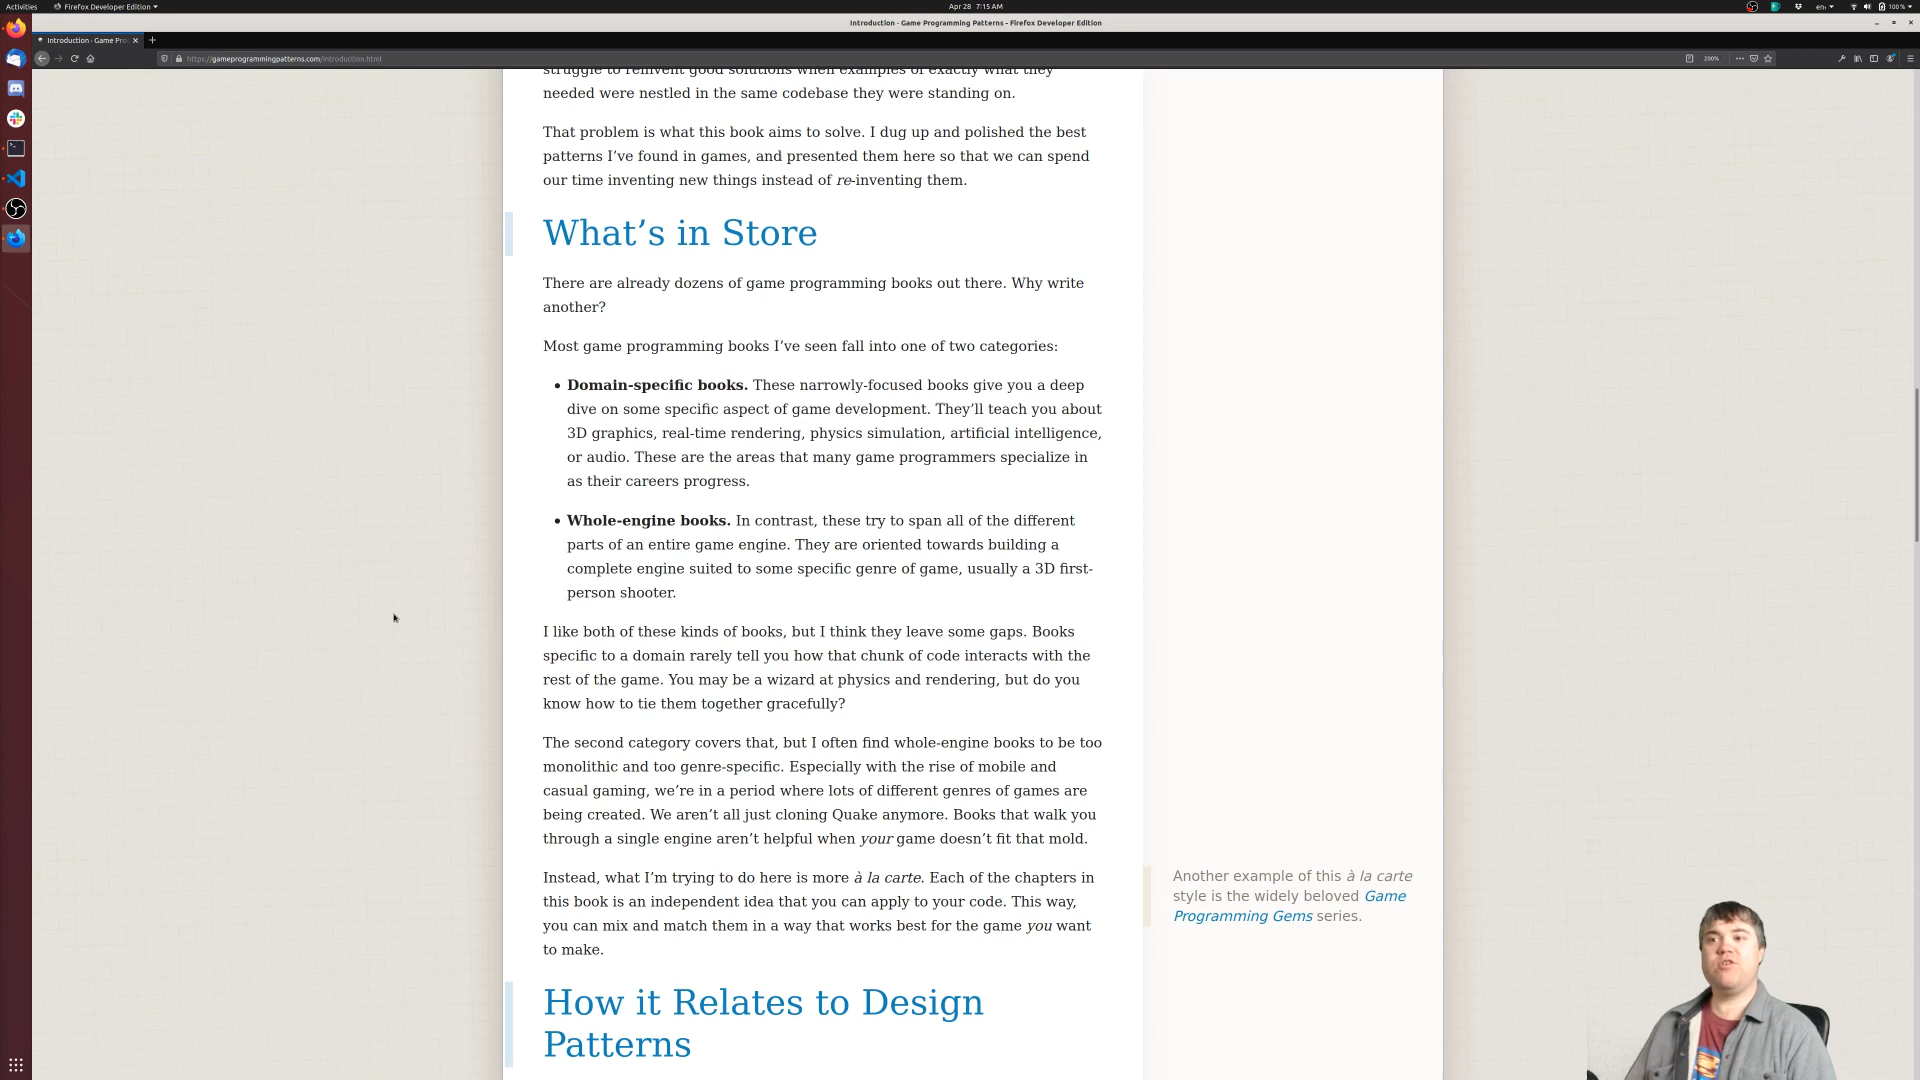 Activities
Firefox Developer Edition
Apr 28 7:15 AM
en
100 %
Introduction · Game Programming Patterns - Firefox Developer Edition
Introduction · Game Pro
https://gameprogrammingpatterns.com/introduction.html
200%
struggle to reinvent good solutions when examples of exactly what they
needed were nestled in the same codebase they were standing on.
That problem is what this book aims to solve. I dug up and polished the best
patterns I’ve found in games, and presented them here so that we can spend
our time inventing new things instead of re-inventing them.
What’s in Store
There are already dozens of game programming books out there. Why write
another?
Most game programming books I’ve seen fall into one of two categories:
• Domain-specific books. These narrowly-focused books give you a deep
dive on some specific aspect of game development. They’ll teach you about
3D graphics, real-time rendering, physics simulation, artificial intelligence,
or audio. These are the areas that many game programmers specialize in
as their careers progress.
• Whole-engine books. In contrast, these try to span all of the different
parts of an entire game engine. They are oriented towards building a
complete engine suited to some specific genre of game, usually a 3D first-
person shooter.
I like both of these kinds of books, but I think they leave some gaps. Books
specific to a domain rarely tell you how that chunk of code interacts with the
rest of the game. You may be a wizard at physics and rendering, but do you
know how to tie them together gracefully?
The second category covers that, but I often find whole-engine books to be too
monolithic and too genre-specific. Especially with the rise of mobile and
casual gaming, we’re in a period where lots of different genres of games are
being created. We aren’t all just cloning Quake anymore. Books that walk you
through a single engine aren’t helpful when your game doesn’t fit that mold.
Instead, what I’m trying to do here is more à la carte. Each of the chapters in
this book is an independent idea that you can apply to your code. This way,
you can mix and match them in a way that works best for the game you want
to make.
Another example of this à la carte
style is the widely beloved Game
Programming Gems series.
How it Relates to Design
Patterns